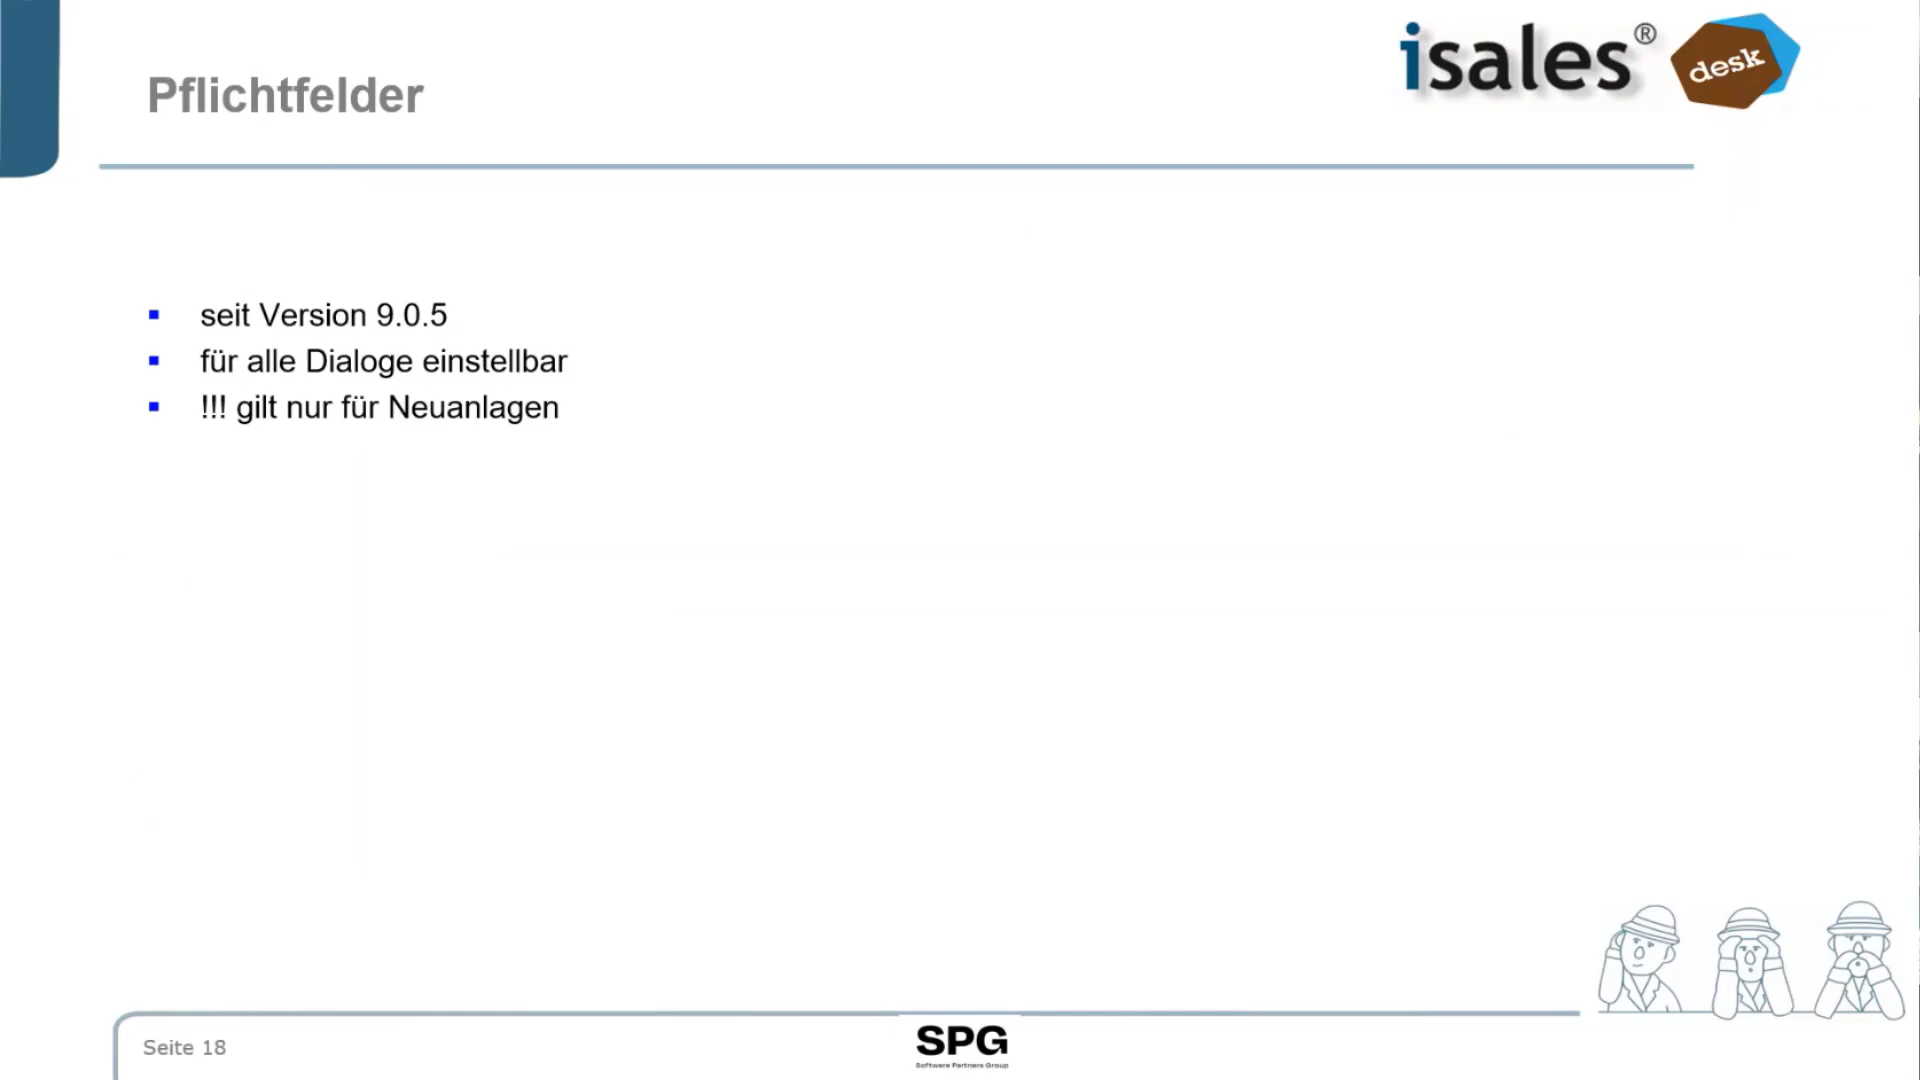 isales®
desk
Pflichtfelder
seit Version 9.0.5
für alle Dialoge einstellbar
!!! gilt nur für Neuanlagen
Seite 18
SPG
Software Partners Group